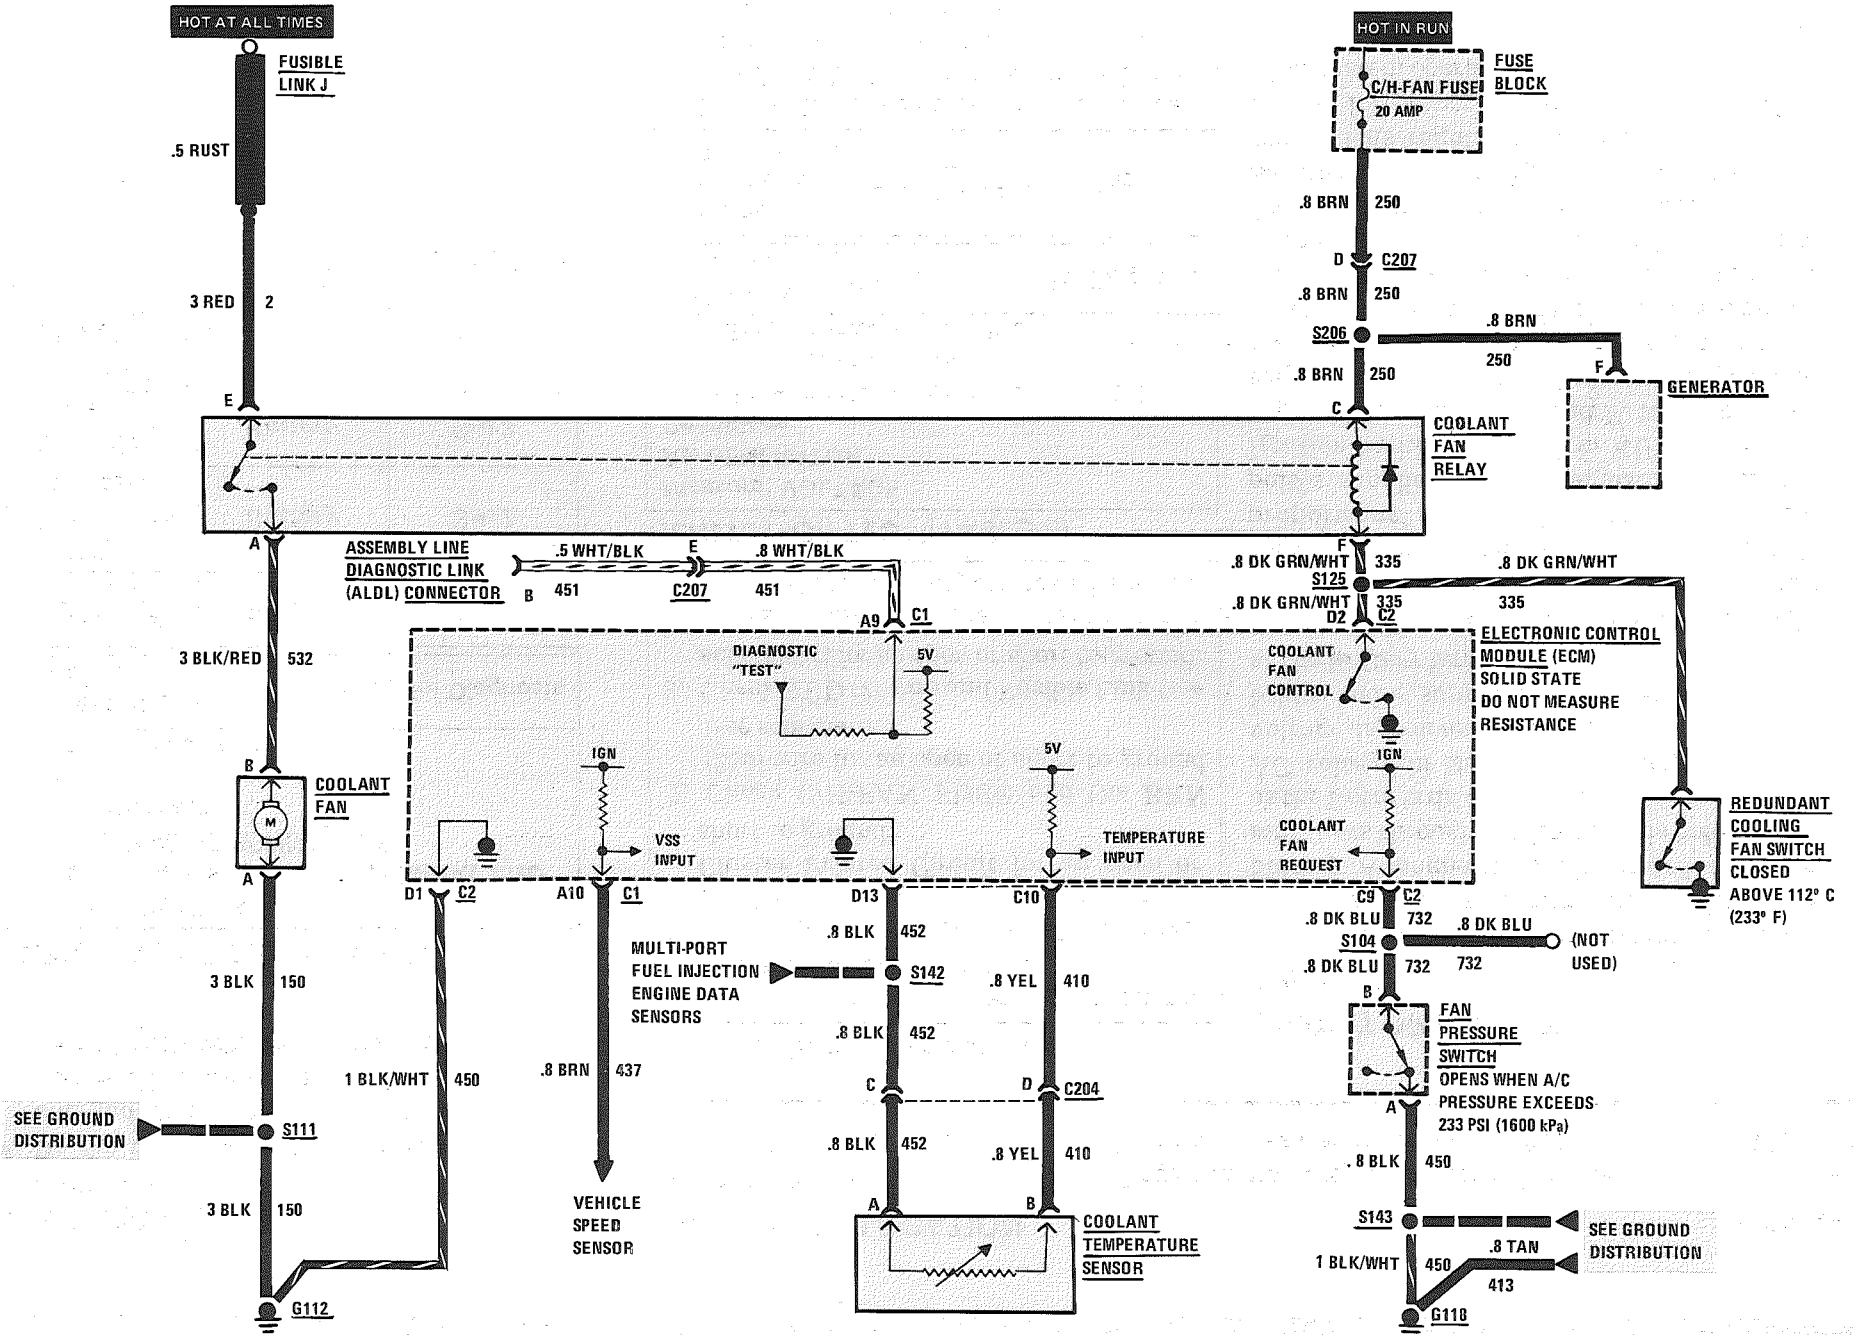 HOT AT ALL TIMES
FUSIBLE
LINK J
.5 RUST
3 RED
2
E
HOT IN RUN
FUSE
BLOCK
C/H-FAN FUSE
20 AMP
.8 BRN
250
D
C207
.8 BRN
250
S206
.8 BRN
250
F
GENERATOR
.8 BRN
250
C
COOLANT
FAN
RELAY
A
F
ASSEMBLY LINE
DIAGNOSTIC LINK
(ALDL) CONNECTOR
B
.5 WHT/BLK
451
E
C207
.8 WHT/BLK
451
A9
C1
.8 DK GRN/WHT
335
S125
.8 DK GRN/WHT
335
.8 DK GRN/WHT
335
D2
C2
3 BLK/RED
532
B
COOLANT
FAN
M
A
DIAGNOSTIC
"TEST"
5V
COOLANT
FAN
CONTROL
ELECTRONIC CONTROL
MODULE (ECM)
SOLID STATE
DO NOT MEASURE
RESISTANCE
IGN
VSS
INPUT
5V
TEMPERATURE
INPUT
IGN
COOLANT
FAN
REQUEST
REDUNDANT
COOLING
FAN SWITCH
CLOSED
ABOVE 112° C
(233° F)
D1
C2
A10
C1
D13
C10
C9
C2
3 BLK
150
1 BLK/WHT
450
.8 BRN
437
MULTI-PORT
FUEL INJECTION
ENGINE DATA
SENSORS
.8 BLK
452
S142
.8 BLK
452
.8 YEL
410
C
D
C204
.8 BLK
452
.8 YEL
410
A
B
COOLANT
TEMPERATURE
SENSOR
.8 DK BLU
732
S104
.8 DK BLU
732
(NOT
USED)
.8 DK BLU
732
B
FAN
PRESSURE
SWITCH
OPENS WHEN A/C
PRESSURE EXCEEDS
233 PSI (1600 kPa)
A
.8 BLK
450
S143
SEE GROUND
DISTRIBUTION
1 BLK/WHT
450
.8 TAN
413
G118
SEE GROUND
DISTRIBUTION
S111
3 BLK
150
G112
VEHICLE
SPEED
SENSOR